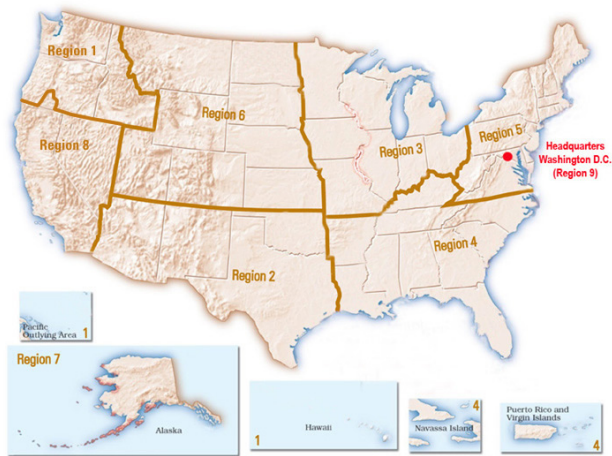 Region 1
Region 6
Region 8
Region 3
Region 5
Headquarters
Washington D.C.
(Region 9)
Region 4
Region 2
Pacific
Outlying Area
1
Region 7
Alaska
Hawaii
1
4
Navassa Island
Puerto Rico and
Virgin Islands
4